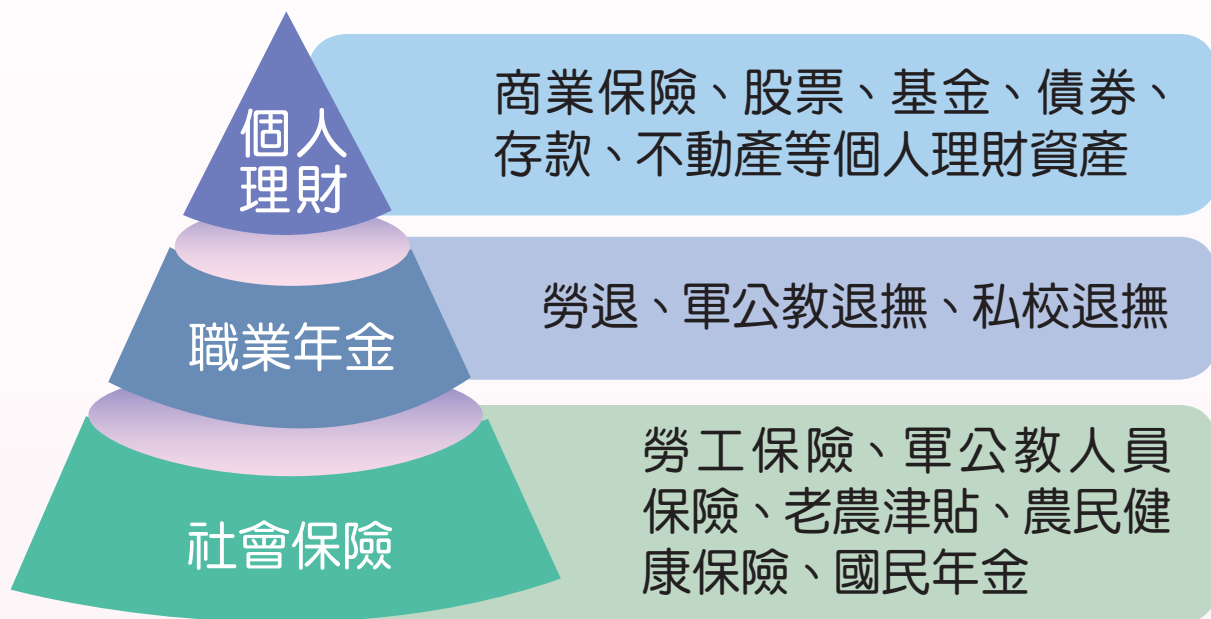 個人
理財
商業保險、股票、基金、債券、
存款、不動產等個人理財資產
職業年金
勞退、軍公教退撫、私校退撫
社會保險
勞工保險、軍公教人員
保險、老農津貼、農民健
康保險、國民年金